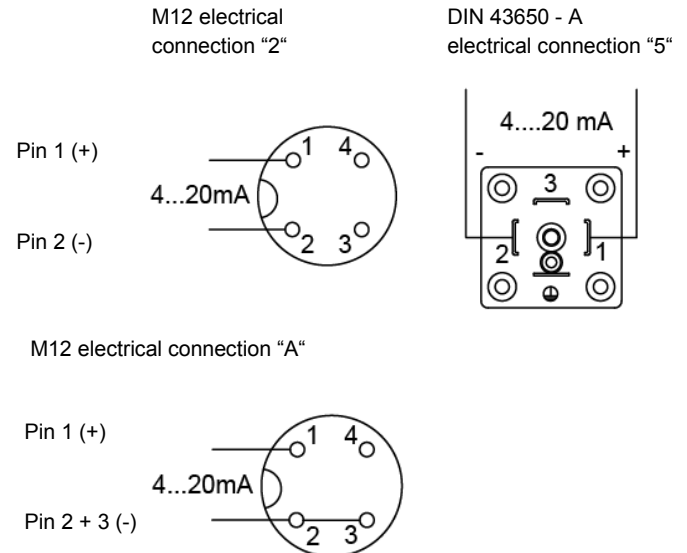 M12 electrical
connection “2“
DIN 43650 - A
electrical connection “5“
Pin 1 (+)
4...20mA
Pin 2 (-)
1
4
2
3
4....20 mA
-
+
3
2
1
M12 electrical connection “A“
Pin 1 (+)
4...20mA
Pin 2 + 3 (-)
1
4
2
3